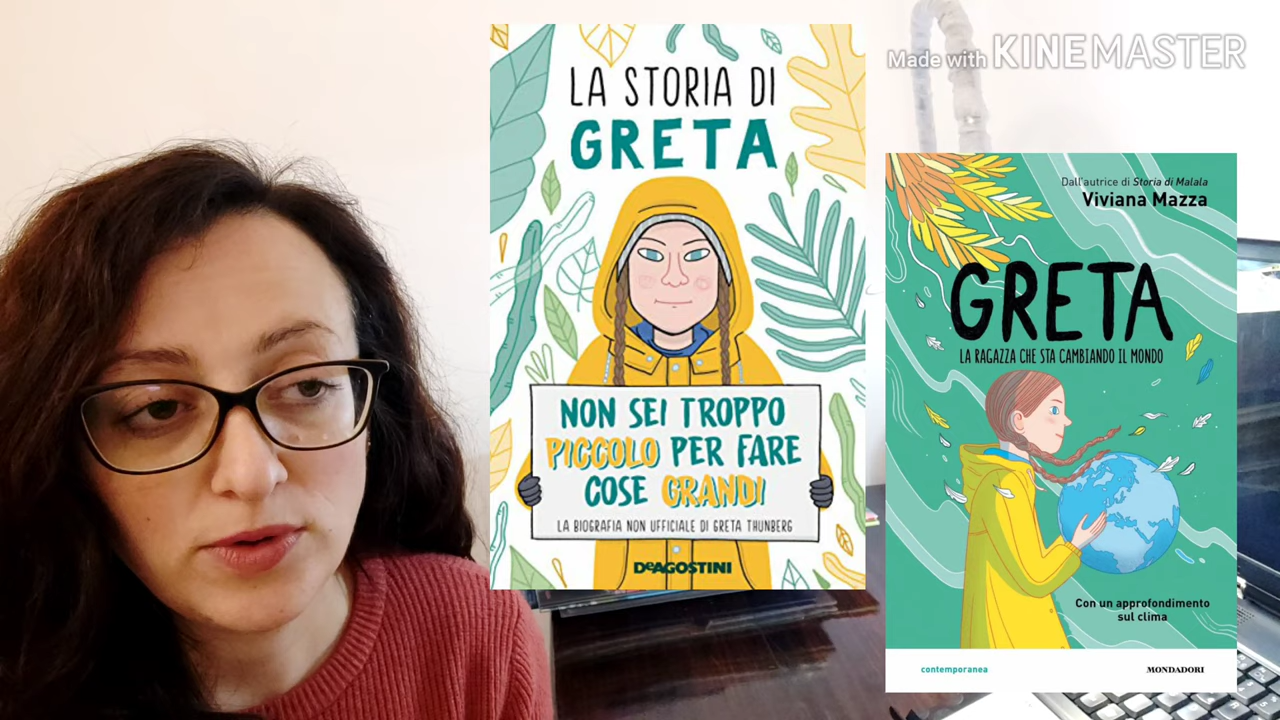 Made with KINEMASTER
LA STORIA DI
GRETA
NON SEI TROPPO
PICCOLO PER FARE
COSE GRANDI
LA BIOGRAFIA NON UFFICIALE DI GRETA THUNBERG
DeAGOSTINI
Dall'autrice di Storia di Malala
Viviana Mazza
GRETA
LA RAGAZZA CHE STA CAMBIANDO IL MONDO
Con un approfondimento
sul clima
contemporanea
MONDADORI